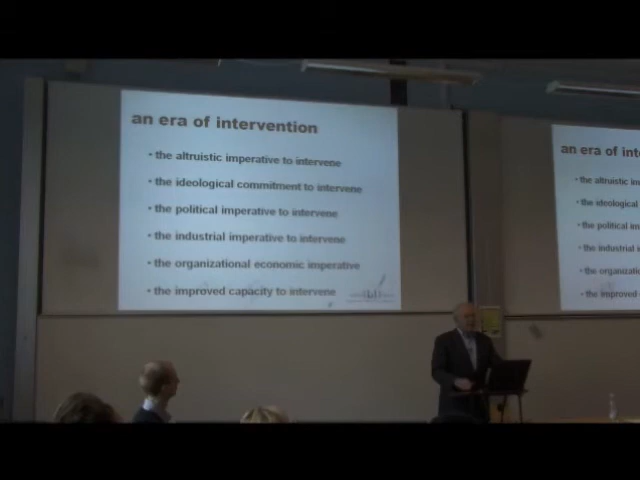 an era of intervention
• the altruistic imperative to intervene
• the ideological commitment to intervene
• the political imperative to intervene
• the industrial imperative to intervene
• the organizational economic imperative
• the improved capacity to intervene
an era of int
• the altruistic im
• the ideological
• the political im
• the industrial i
• the organizati
• the improved